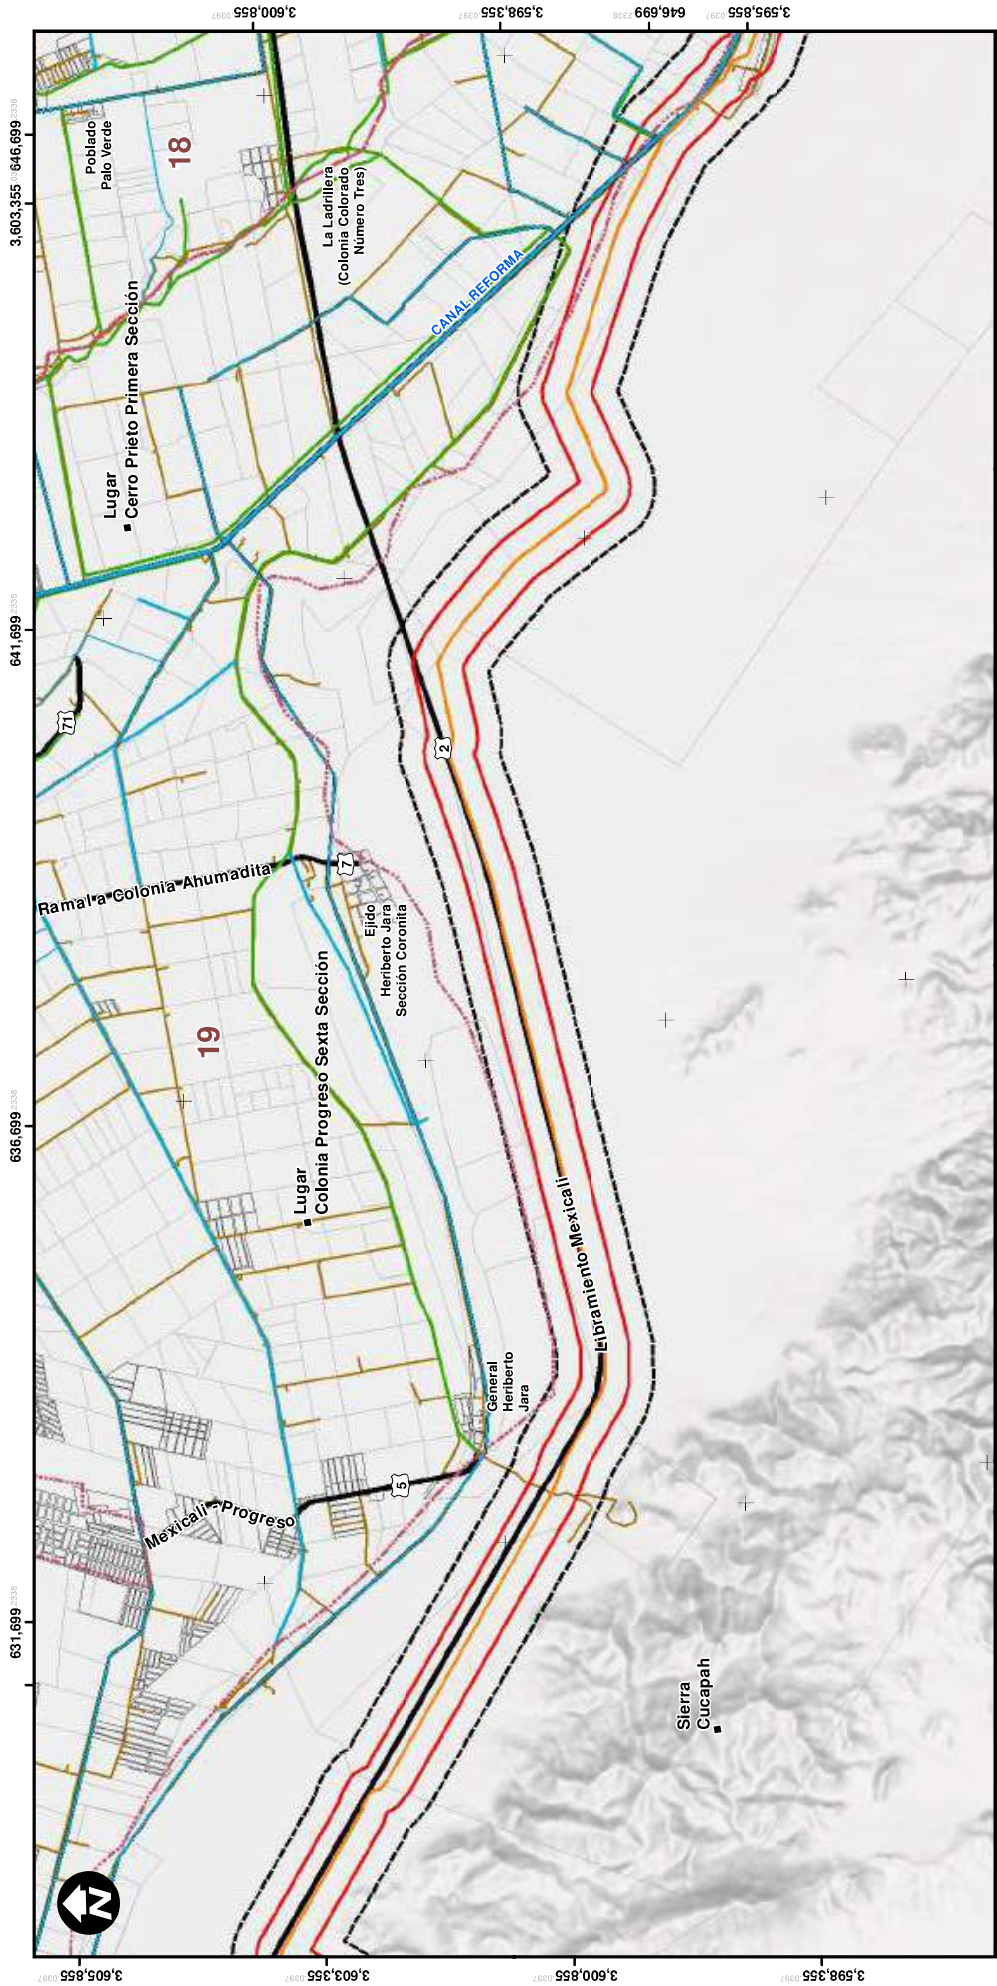 3,600,855
3,598,355
646,699
3,595,855
3,603,355
646,699
641,699
636,699
631,699
3,605,855
3,603,355
3,600,885
3,598,355
Poblado
Palo Verde
18
La Ladrillera
(Colonia Colorado
Número Tres)
CANAL REFORMA
Lugar
Cerro Prieto Primera Sección
71
2
7
Ramal a Colonia Ahumadita
Ejido
Heriberto Jara
Sección Coronita
19
Lugar
Colonia Progreso Sexta Sección
Libramiento Mexicali
General
Heriberto
Jara
5
Mexicali - Progreso
Sierra
Cucapah
N